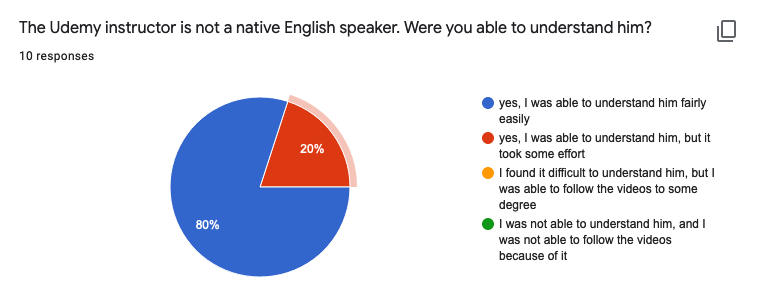 The Udemy instructor is not a native English speaker. Were you able to understand him?
10 responses
20%
80%
yes, I was able to understand him fairly
easily
yes, I was able to understand him, but it
took some effort
I found it difficult to understand him, but I
was able to follow the videos to some
degree
I was not able to understand him, and I
was not able to follow the videos
because of it